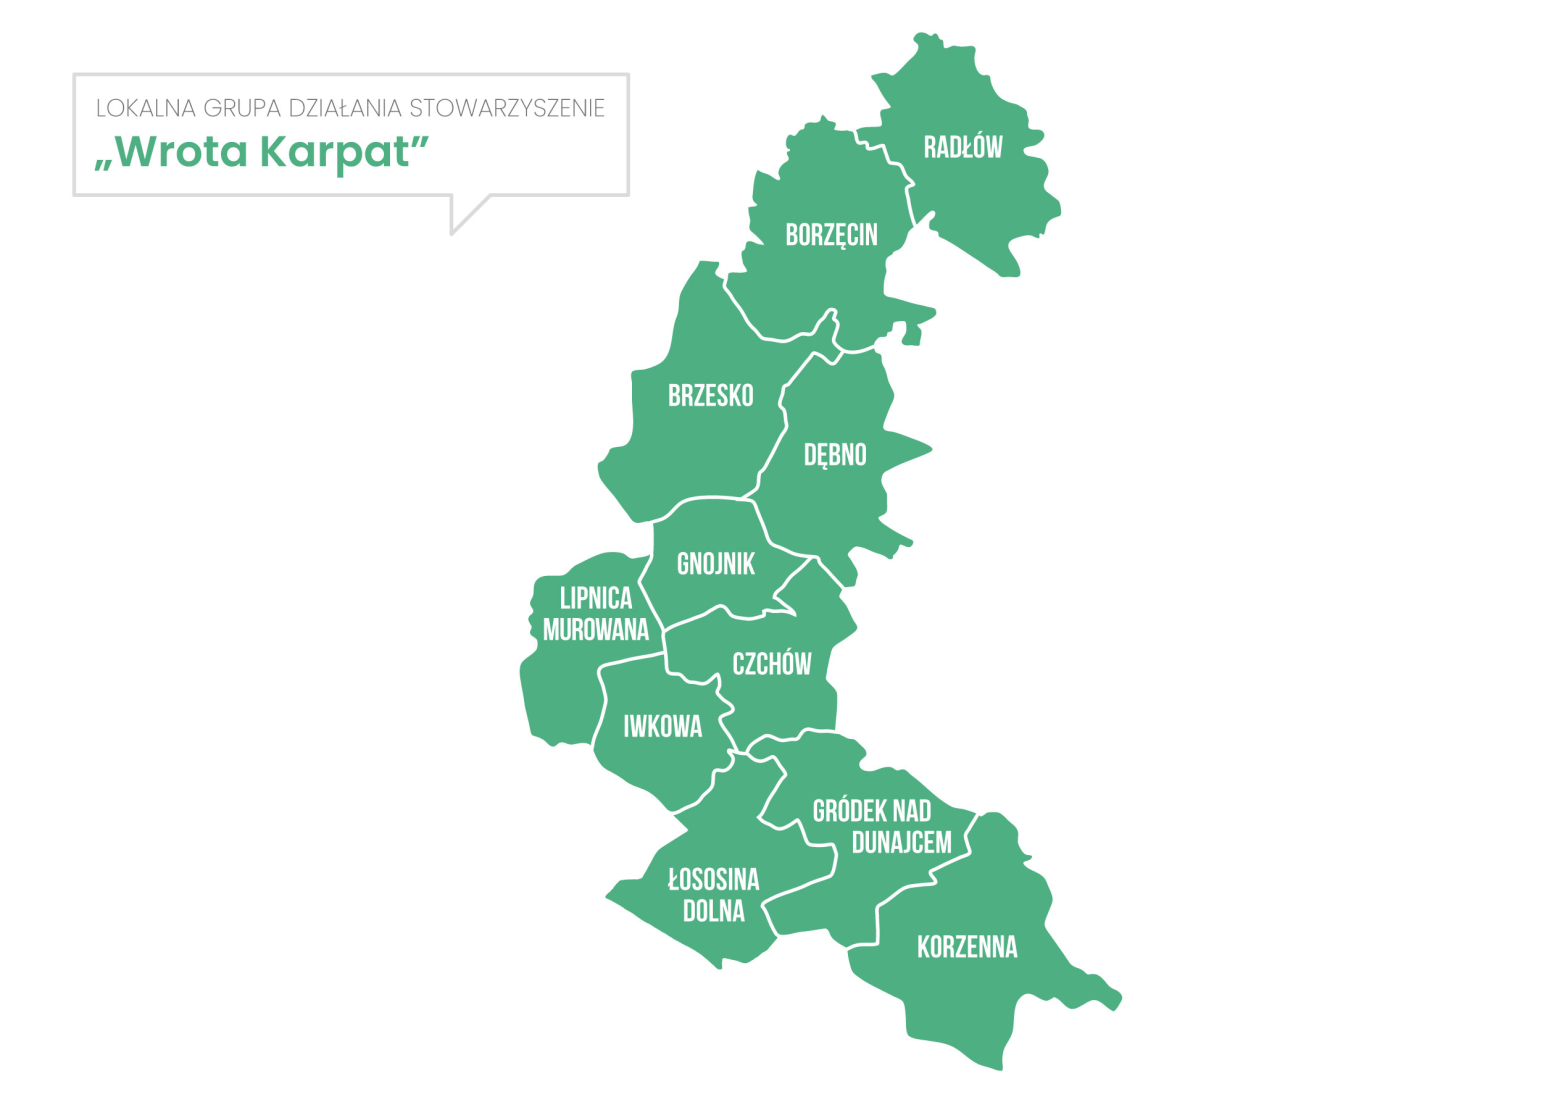 LOKALNA GRUPA DZIAŁANIA STOWARZYSZENIE
„Wrota Karpat”
RADŁÓW
BORZĘCIN
BRZESKO
DĘBNO
GNOJNIK
LIPNICA
MUROWANA
CZCHÓW
IWKOWA
GRÓDEK NAD
DUNAJCEM
ŁOSOSINA
DOLNA
KORZENNA